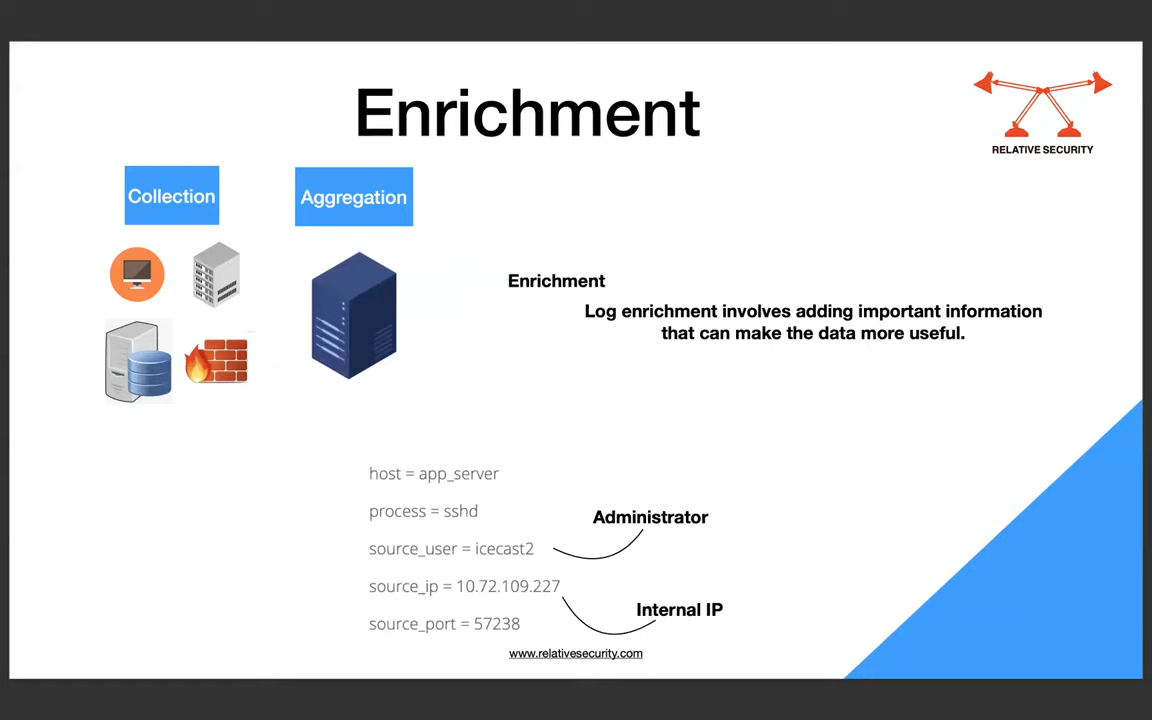 Enrichment
RELATIVE SECURITY
Collection
Aggregation
Enrichment
Log enrichment involves adding important information
that can make the data more useful.
host = app_server
process = sshd
Administrator
source_user = icecast2
source_ip = 10.72.109.227
Internal IP
source_port = 57238
www.relativesecurity.com